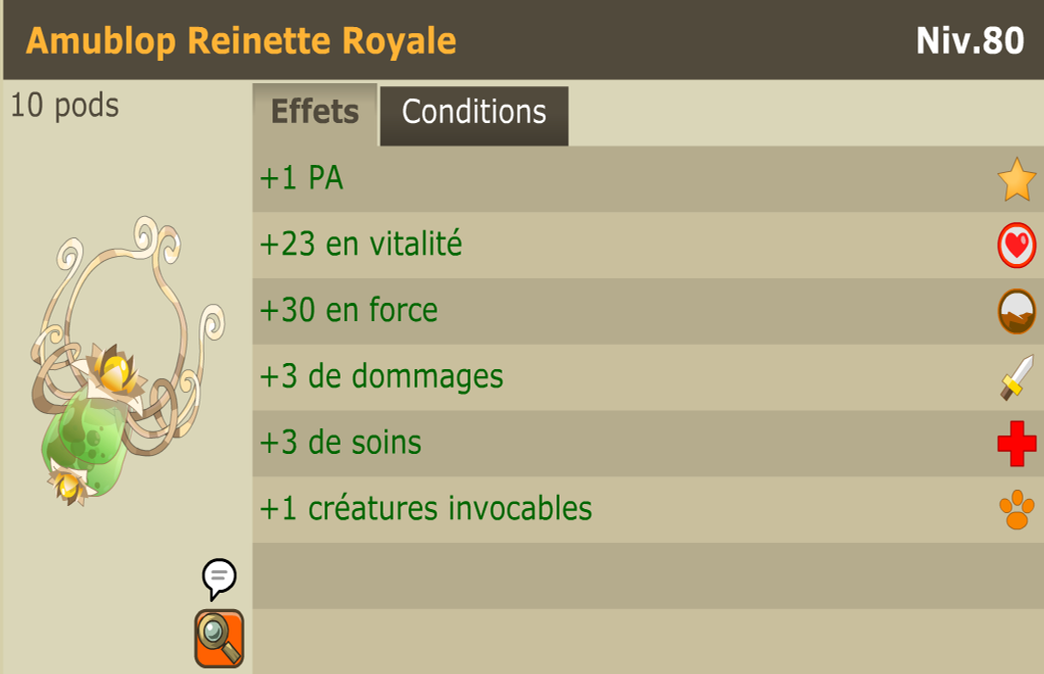 Amublop Reinette Royale
Niv.80
10 pods
Effets
Conditions
+1 PA
+23 en vitalité
+30 en force
+3 de dommages
+3 de soins
+1 créatures invocables